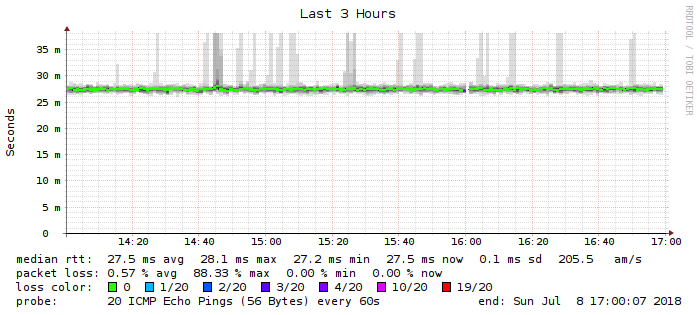 Last 3 Hours
RRDTOOL / TOBI OETIKER
Seconds
35 m
30 m
25 m
20 m
15 m
10 m
5 m
0
14:20 14:40 15:00 15:20 15:40 16:00 16:20 16:40 17:00
median rtt: 27.5 ms avg 28.1 ms max 27.2 ms min 27.5 ms now 0.1 ms sd 205.5 am/s
packet loss: 0.57 % avg 88.33 % max 0.00 % min 0.00 % now
loss color: 0 1/20 2/20 3/20 4/20 10/20 19/20
probe: 20 ICMP Echo Pings (56 Bytes) every 60s end: Sun Jul 8 17:00:07 2018